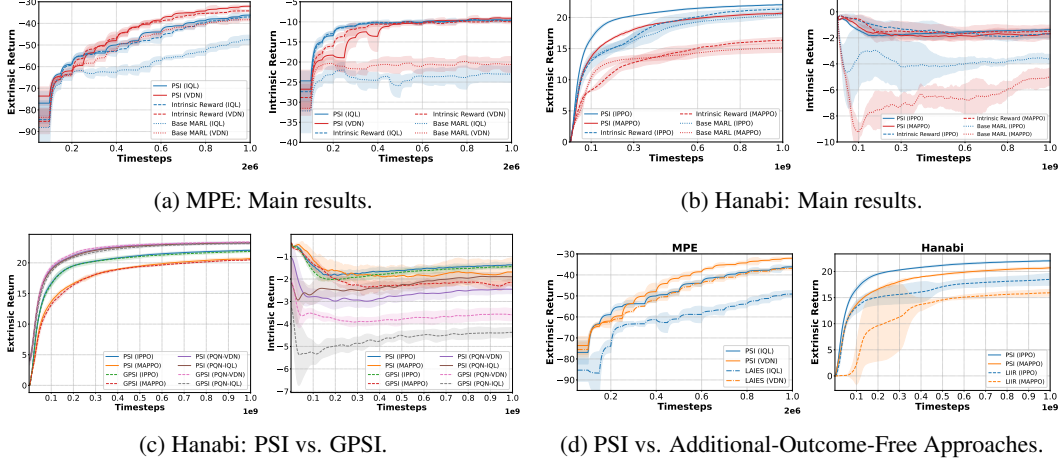 Extrinsic Return
−30
−40
−50
−60
−70
−80
−90
0.2 0.4 0.6 0.8 1.0
Timesteps
2e6
PSI (IQL)
PSI (VDN)
Intrinsic Reward (IQL)
Intrinsic Reward (VDN)
Base MARL (IQL)
Base MARL (VDN)
Intrinsic Return
−5
−10
−15
−20
−25
−30
−35
−40
0.2 0.4 0.6 0.8 1.0
Timesteps
2e6
PSI (IQL)
PSI (VDN)
Intrinsic Reward (IQL)
Intrinsic Reward (VDN)
Base MARL (IQL)
Base MARL (VDN)
(a) MPE: Main results.
Extrinsic Return
20
15
10
5
0
0.1 0.3 0.6 0.9 1.0
Timesteps
1e9
PSI (IPPO)
PSI (MAPPO)
Intrinsic Reward (IPPO)
Intrinsic Reward (MAPPO)
Base MARL (IPPO)
Base MARL (MAPPO)
Intrinsic Return
0
−2
−4
−6
−8
−10
0.1 0.3 0.6 0.9 1.0
Timesteps
1e9
PSI (IPPO)
PSI (MAPPO)
Intrinsic Reward (IPPO)
Intrinsic Reward (MAPPO)
Base MARL (IPPO)
Base MARL (MAPPO)
(b) Hanabi: Main results.
Extrinsic Return
20
15
10
5
0
0.1 0.2 0.3 0.4 0.5 0.6 0.7 0.8 0.9 1.0
Timesteps
1e9
PSI (IPPO)
PSI (MAPPO)
GPSI (IPPO)
GPSI (MAPPO)
PSI (PQN-VDN)
PSI (PQN-IQL)
GPSI (PQN-VDN)
GPSI (PQN-IQL)
Intrinsic Return
−1
−2
−3
−4
−5
−6
−7
0.1 0.2 0.3 0.4 0.5 0.6 0.7 0.8 0.9 1.0
Timesteps
1e9
PSI (IPPO)
PSI (MAPPO)
GPSI (IPPO)
GPSI (MAPPO)
PSI (PQN-VDN)
PSI (PQN-IQL)
GPSI (PQN-VDN)
GPSI (PQN-IQL)
(c) Hanabi: PSI vs. GPSI.
MPE
Extrinsic Return
−30
−40
−50
−60
−70
−80
−90
0.2 0.4 0.6 0.8 1.0
Timesteps
2e6
PSI (IQL)
PSI (VDN)
LAIES (IQL)
LAIES (VDN)
Hanabi
Extrinsic Return
20
15
10
5
0
0.1 0.2 0.3 0.4 0.5 0.6 0.7 0.8 0.9 1.0
Timesteps
1e9
PSI (IPPO)
PSI (MAPPO)
LIIR (IPPO)
LIIR (MAPPO)
(d) PSI vs. Additional-Outcome-Free Approaches.